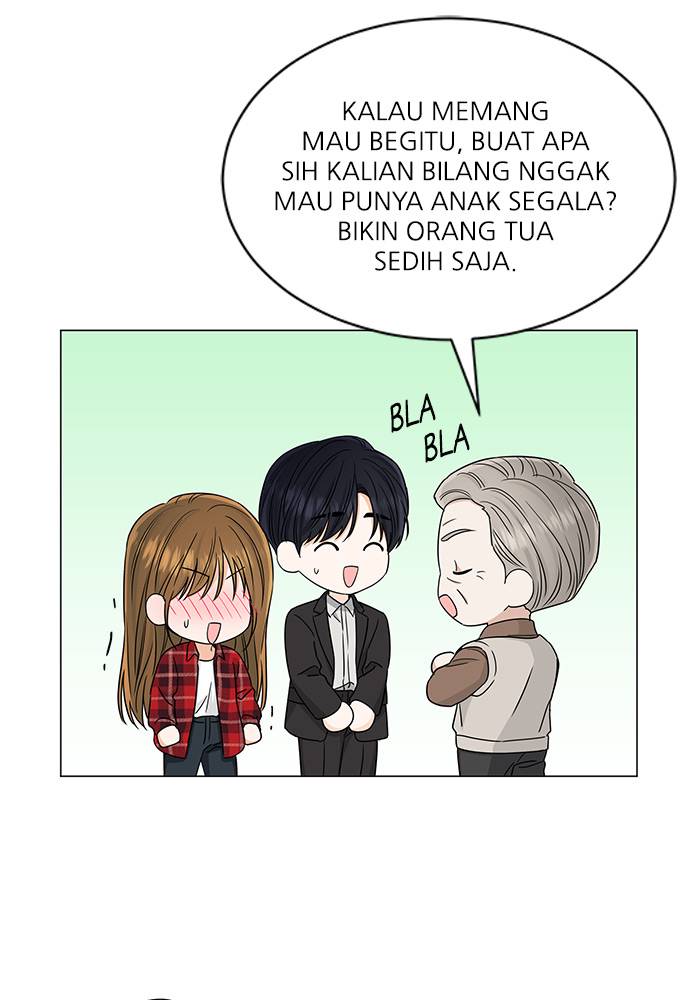 KALAU MEMANG
MAU BEGITU, BUAT APA
SIH KALIAN BILANG NGGAK
MAU PUNYA ANAK SEGALA?
BIKIN ORANG TUA
SEDIH SAJA.
BLA
BLA